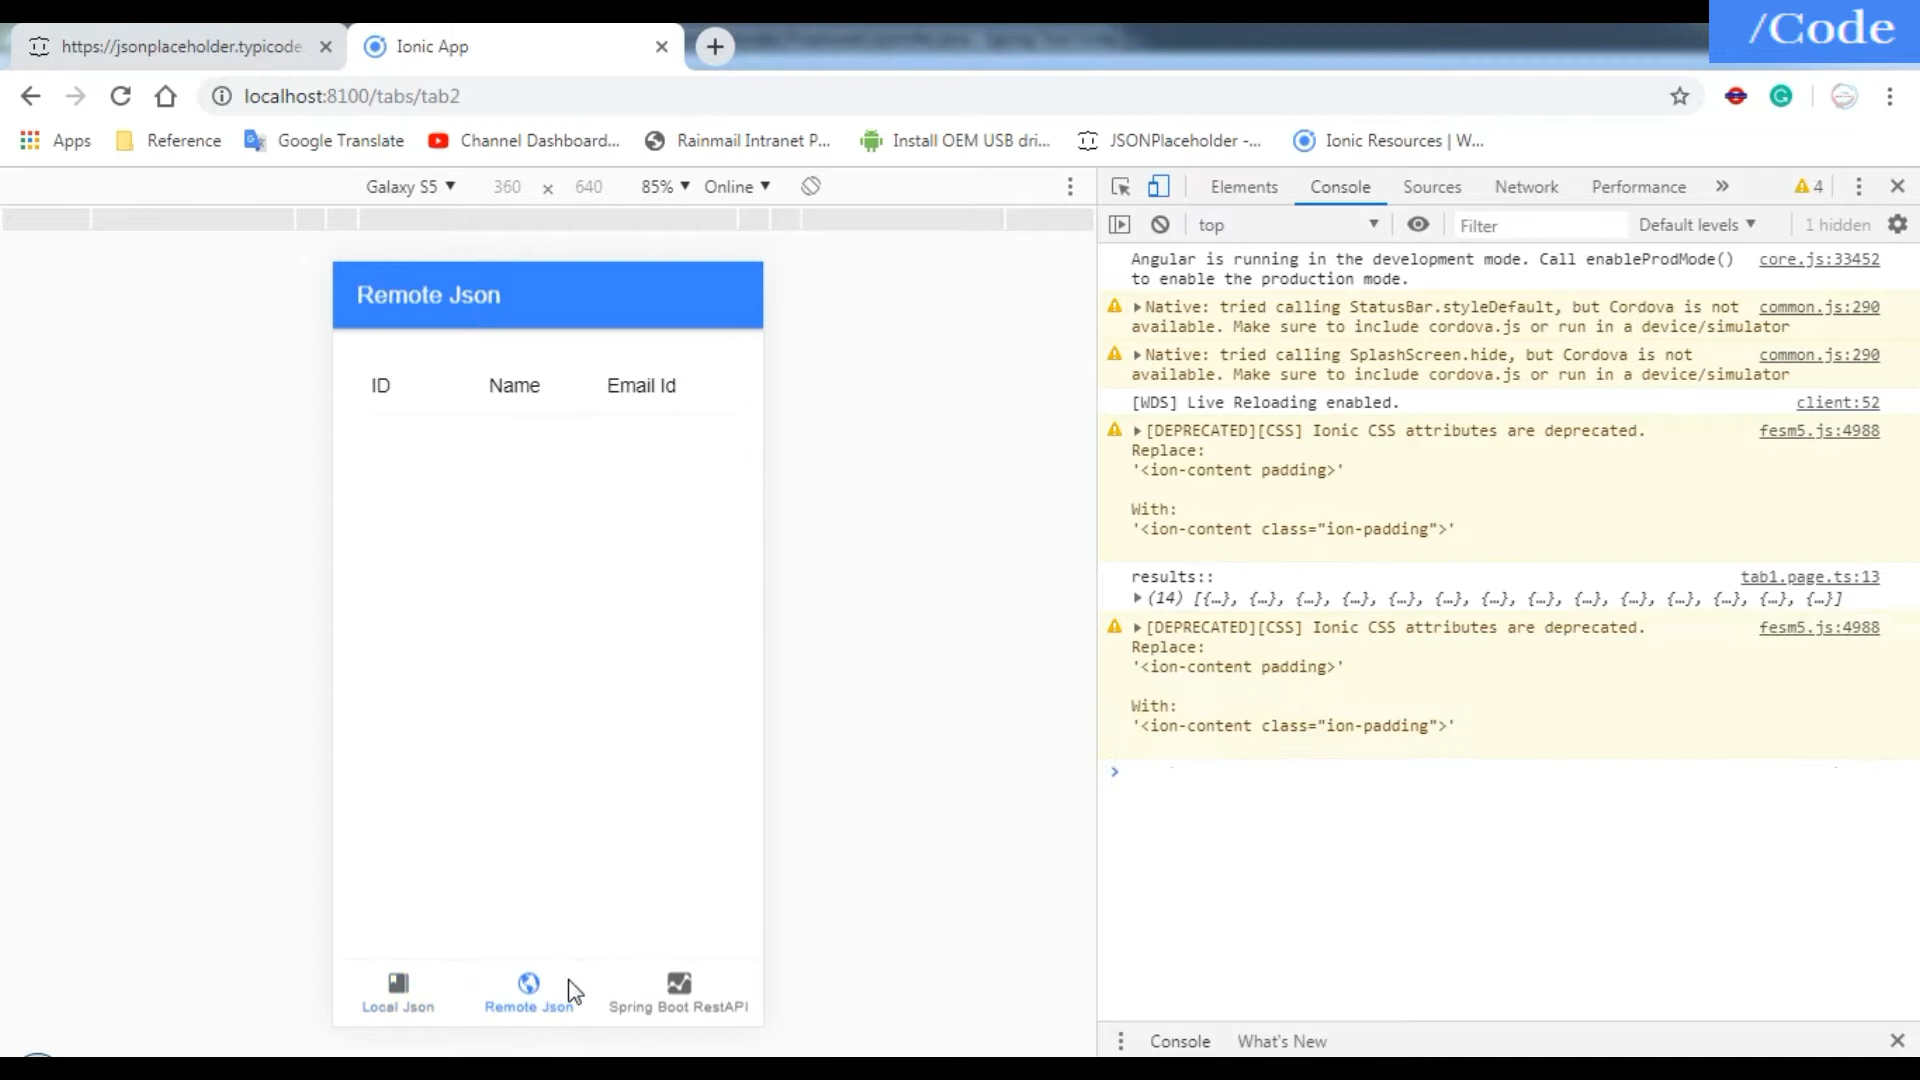 /Code
https://jsonplaceholder.typicode.
Ionic App
localhost:8100/tabs/tab2
Apps
Reference
Google Translate
Channel Dashboard...
Rainmail Intranet P...
Install OEM USB dri...
JSONPlaceholder -...
Ionic Resources | W...
Galaxy S5 ▼ 360 × 640 85% ▼ Online ▼
Elements Console Sources Network Performance » 4
top ▼ Filter Default levels ▼ 1 hidden
Remote Json
ID Name Email Id
Local Json
Remote Json
Spring Boot RestAPI
Angular is running in the development mode. Call enableProdMode() core.js:33452
to enable the production mode.
Native: tried calling StatusBar.styleDefault, but Cordova is not common.js:290
available. Make sure to include cordova.js or run in a device/simulator
Native: tried calling SplashScreen.hide, but Cordova is not common.js:290
available. Make sure to include cordova.js or run in a device/simulator
[WDS] Live Reloading enabled. client:52
[DEPRECATED][CSS] Ionic CSS attributes are deprecated. fesm5.js:4988
Replace:
'<ion-content padding>'
With:
'<ion-content class="ion-padding">'
results:: tab1.page.ts:13
(14) [{…}, {…}, {…}, {…}, {…}, {…}, {…}, {…}, {…}, {…}, {…}, {…}, {…}, {…}]
[DEPRECATED][CSS] Ionic CSS attributes are deprecated. fesm5.js:4988
Replace:
'<ion-content padding>'
With:
'<ion-content class="ion-padding">'
>
Console What's New